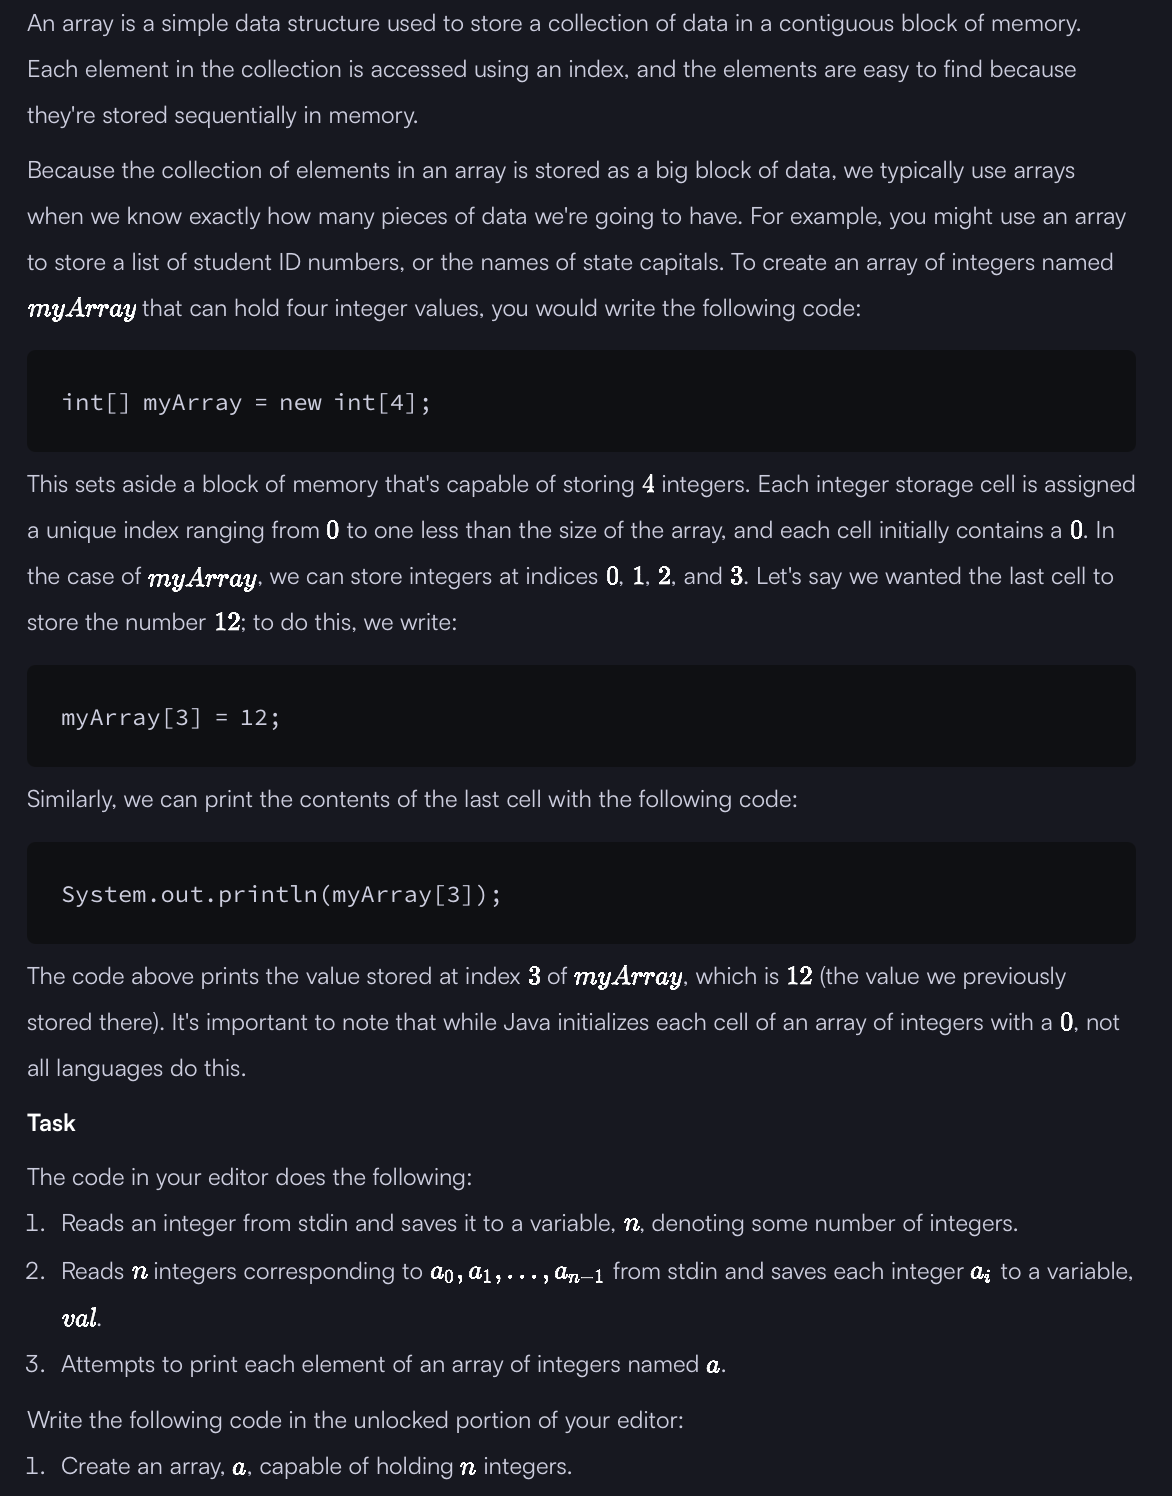 An array is a simple data structure used to store a collection of data in a contiguous block of memory.
Each element in the collection is accessed using an index, and the elements are easy to find because
they're stored sequentially in memory.
Because the collection of elements in an array is stored as a big block of data, we typically use arrays
when we know exactly how many pieces of data we're going to have. For example, you might use an array
to store a list of student ID numbers, or the names of state capitals. To create an array of integers named
myArray that can hold four integer values, you would write the following code:
int[] myArray = new int[4];
This sets aside a block of memory that's capable of storing 4 integers. Each integer storage cell is assigned
a unique index ranging from 0 to one less than the size of the array, and each cell initially contains a 0. In
the case of myArray, we can store integers at indices 0, 1, 2, and 3. Let's say we wanted the last cell to
store the number 12; to do this, we write:
myArray[3] = 12;
Similarly, we can print the contents of the last cell with the following code:
System.out.println(myArray[3]);
The code above prints the value stored at index 3 of myArray, which is 12 (the value we previously
stored there). It's important to note that while Java initializes each cell of an array of integers with a 0, not
all languages do this.
Task
The code in your editor does the following:
1. Reads an integer from stdin and saves it to a variable, n, denoting some number of integers.
2. Reads n integers corresponding to a₀, a₁, . . . , aₙ₋₁ from stdin and saves each integer aᵢ to a variable,
val.
3. Attempts to print each element of an array of integers named a.
Write the following code in the unlocked portion of your editor:
1. Create an array, a, capable of holding n integers.